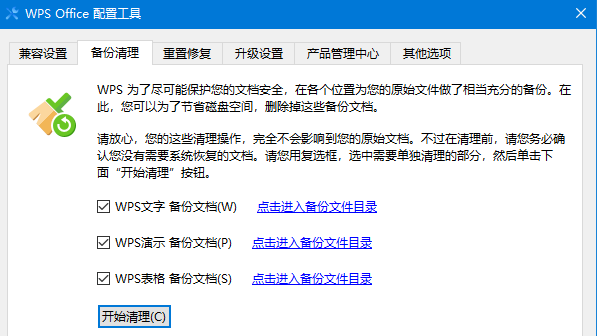 WPS Office 配置工具
兼容设置 备份清理 重置修复 升级设置 产品管理中心 其他选项
WPS 为了尽可能保护您的文档安全，在各个位置为您的原始文件做了相当充分的备份。在
此，您可以为了节省磁盘空间，删除掉这些备份文档。
请放心，您的这些清理操作，完全不会影响到您的原始文档。不过在清理前，请您务必确
认您没有需要系统恢复的文档。请您用复选框，选中需要单独清理的部分，然后单击下
面“开始清理”按钮。
WPS文字 备份文档(W) 点击进入备份文件目录
WPS演示 备份文档(P) 点击进入备份文件目录
WPS表格 备份文档(S) 点击进入备份文件目录
开始清理(C)